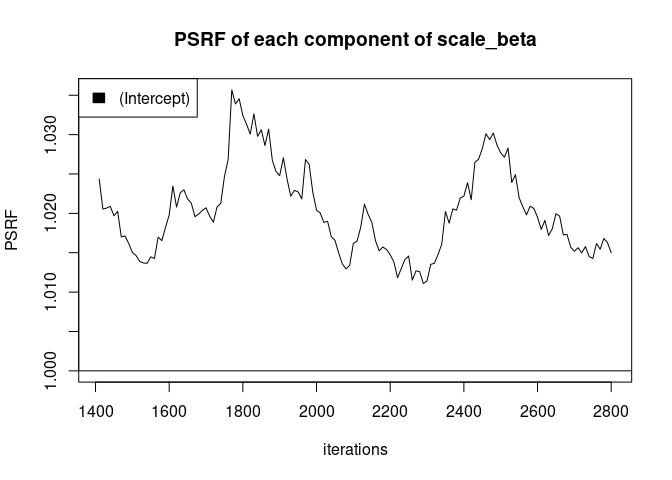 PSRF of each component of scale_beta
(Intercept)
PSRF
1.030
1.020
1.010
1.000
1400 1600 1800 2000 2200 2400 2600 2800
iterations